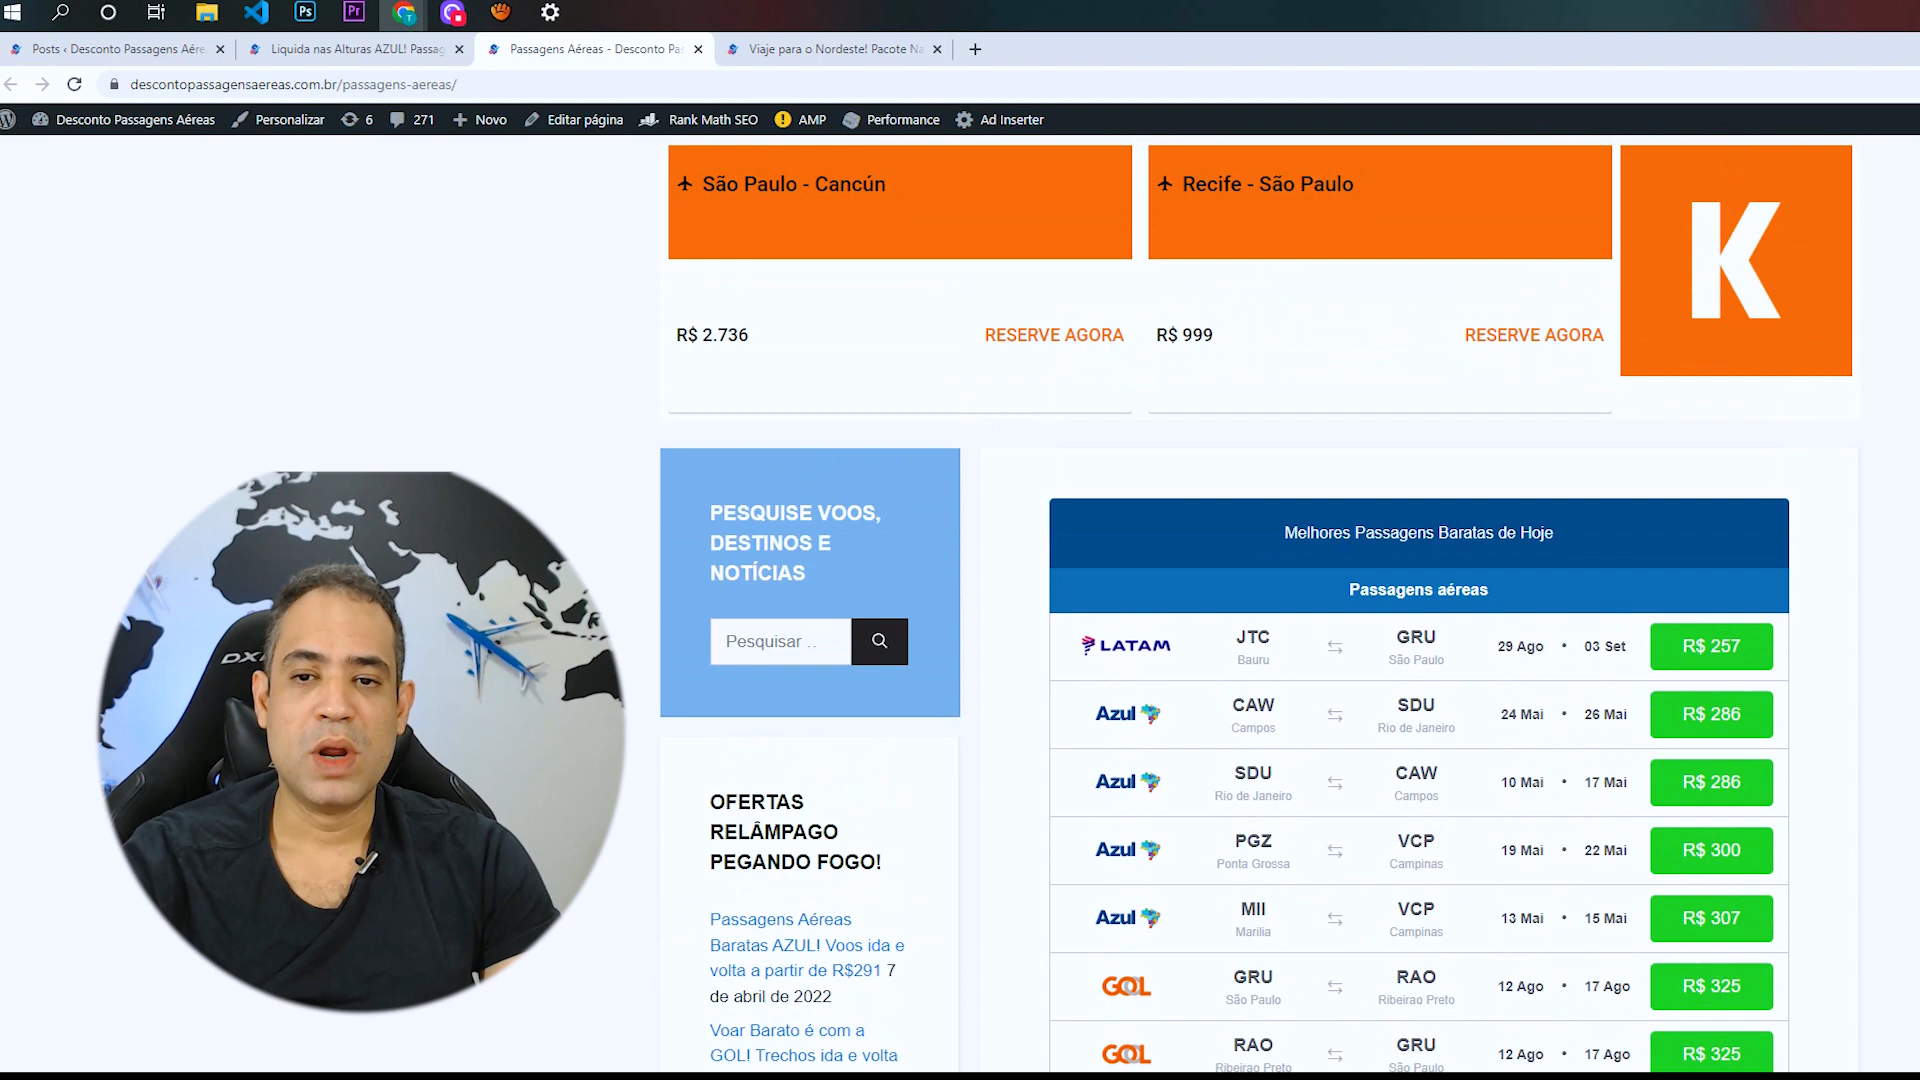 Ps
Pr
Posts ‹ Desconto Passagens Aére
Liquida nas Alturas AZUL! Passag
Passagens Aéreas - Desconto Pas
Viaje para o Nordeste! Pacote Na
descontopassagensaereas.com.br/passagens-aereas/
Desconto Passagens Aéreas
Personalizar
6
271
Novo
Editar página
Rank Math SEO
AMP
Performance
Ad Inserter
São Paulo - Cancún
R$ 2.736
RESERVE AGORA
Recife - São Paulo
R$ 999
RESERVE AGORA
K
PESQUISE VOOS,
DESTINOS E
NOTÍCIAS
Pesquisar ..
OFERTAS
RELÂMPAGO
PEGANDO FOGO!
Passagens Aéreas
Baratas AZUL! Voos ida e
volta a partir de R$291 7
de abril de 2022
Voar Barato é com a
GOL! Trechos ida e volta
Melhores Passagens Baratas de Hoje
Passagens aéreas
LATAM JTC GRU 29 Ago • 03 Set R$ 257
Bauru São Paulo
Azul CAW SDU 24 Mai • 26 Mai R$ 286
Campos Rio de Janeiro
Azul SDU CAW 10 Mai • 17 Mai R$ 286
Rio de Janeiro Campos
Azul PGZ VCP 19 Mai • 22 Mai R$ 300
Ponta Grossa Campinas
Azul MII VCP 13 Mai • 15 Mai R$ 307
Marilia Campinas
GOL GRU RAO 12 Ago • 17 Ago R$ 325
São Paulo Ribeirao Preto
GOL RAO GRU 12 Ago • 17 Ago R$ 325
Ribeirao Preto São Paulo